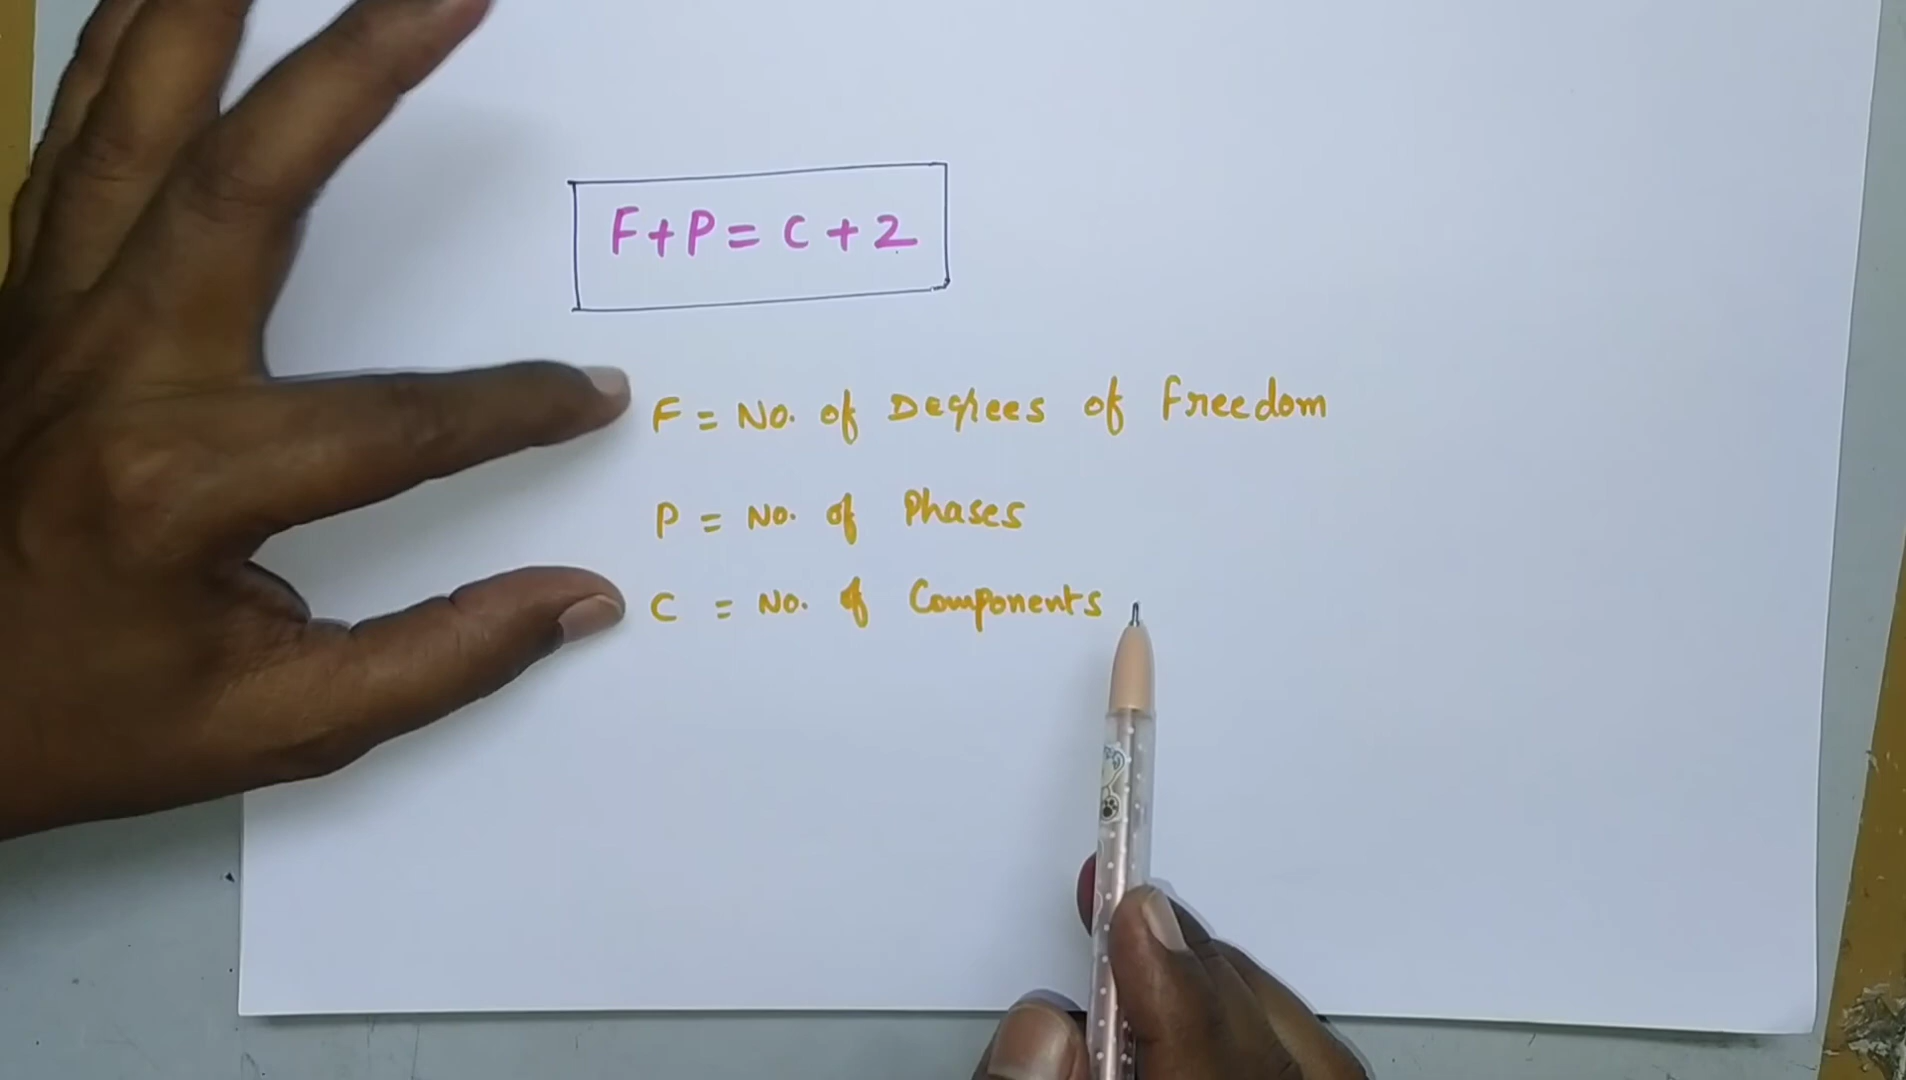 F+P = C+2
F = No. of Degrees of Freedom
P = No. of Phases
C = No. of Components